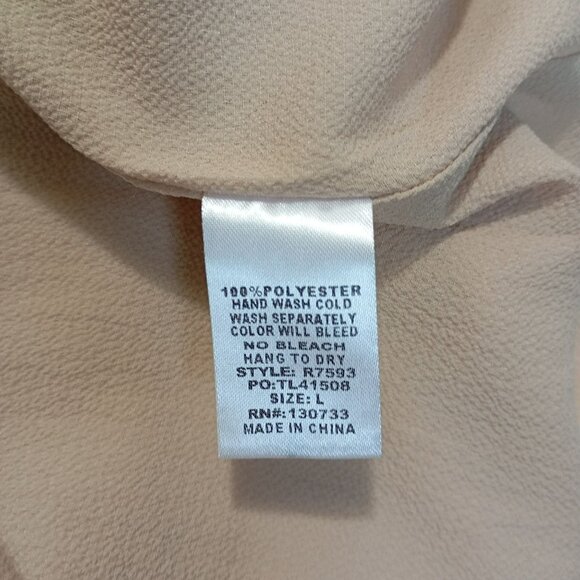 100%POLYESTER
HAND WASH COLD
WASH SEPARATELY
COLOR WILL BLEED
NO BLEACH
HANG TO DRY
STYLE: R7593
PO:TL41508
SIZE: L
RN#:130733
MADE IN CHINA